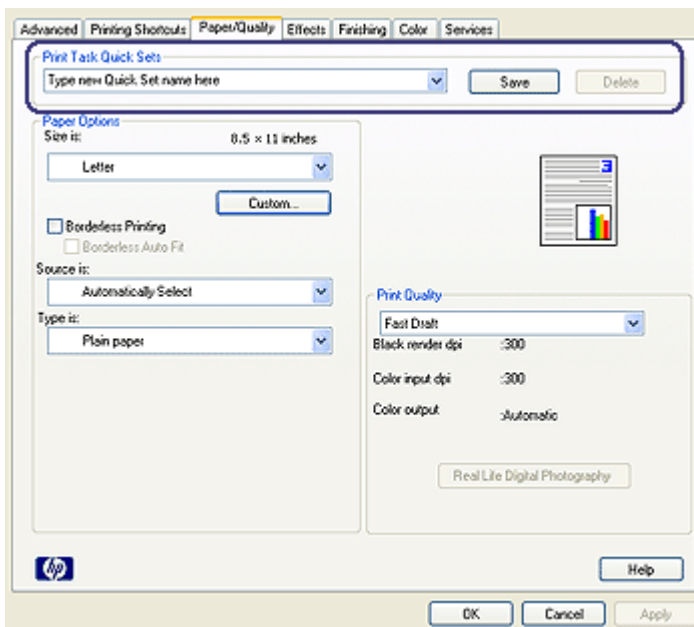 Advanced Printing Shortcuts Paper/Quality Effects Finishing Color Services
Print Task Quick Sets
Type new Quick Set name here Save Delete
Paper Options
Size is: 8.5 × 11 inches
Letter
Custom...
Borderless Printing
Borderless Auto Fit
Source is:
Automatically Select
Type is:
Plain paper
3
Print Quality
Fast Draft
Black render dpi :300
Color input dpi :300
Color output :Automatic
Real Life Digital Photography
hp
Help
OK Cancel Apply